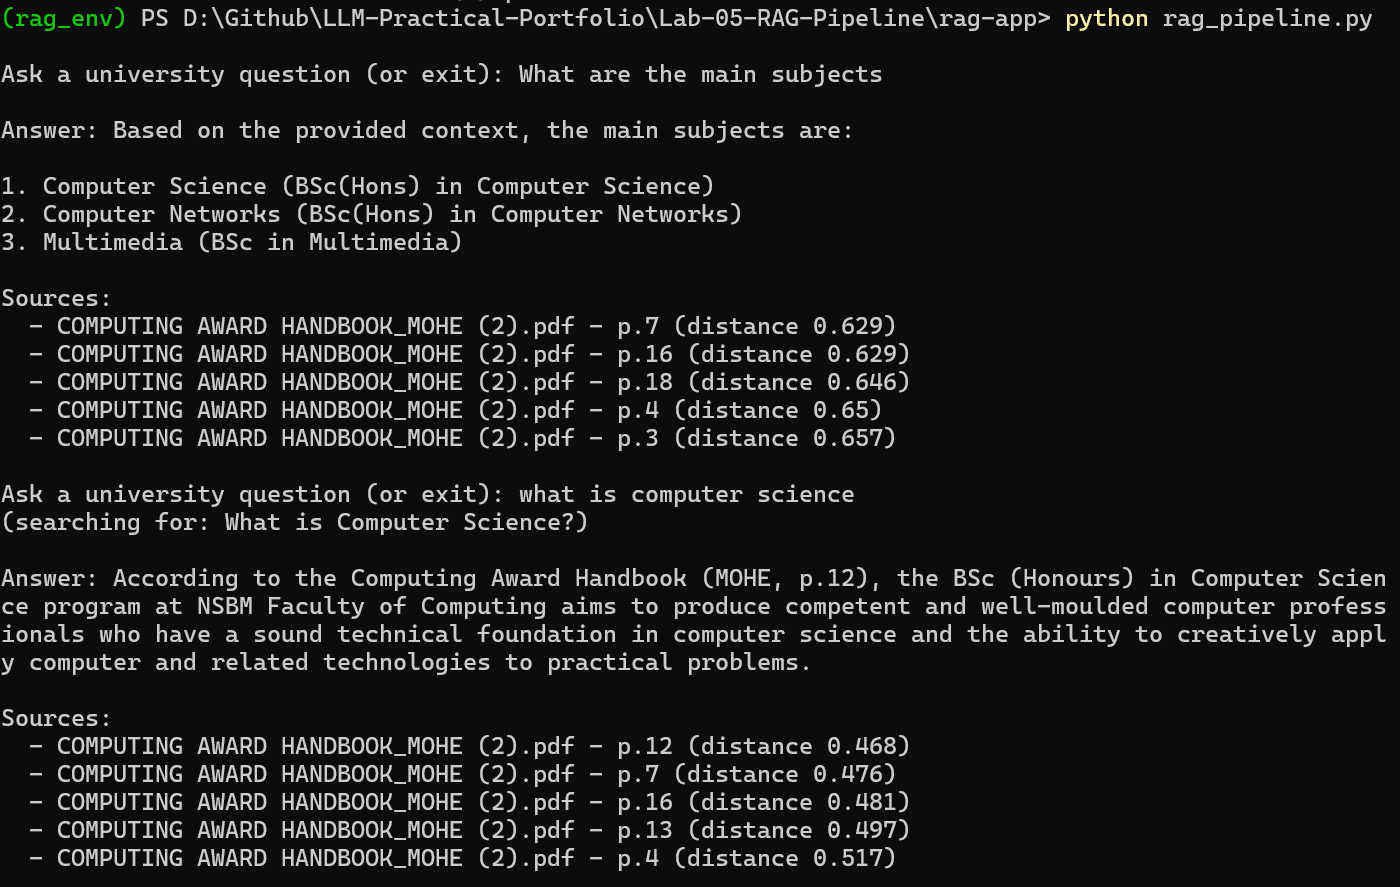 (rag_env) PS D:\Github\LLM-Practical-Portfolio\Lab-05-RAG-Pipeline\rag-app> python rag_pipeline.py
Ask a university question (or exit): What are the main subjects
Answer: Based on the provided context, the main subjects are:
1. Computer Science (BSc(Hons) in Computer Science)
2. Computer Networks (BSc(Hons) in Computer Networks)
3. Multimedia (BSc in Multimedia)
Sources:
- COMPUTING AWARD HANDBOOK_MOHE (2).pdf - p.7 (distance 0.629)
- COMPUTING AWARD HANDBOOK_MOHE (2).pdf - p.16 (distance 0.629)
- COMPUTING AWARD HANDBOOK_MOHE (2).pdf - p.18 (distance 0.646)
- COMPUTING AWARD HANDBOOK_MOHE (2).pdf - p.4 (distance 0.65)
- COMPUTING AWARD HANDBOOK_MOHE (2).pdf - p.3 (distance 0.657)
Ask a university question (or exit): what is computer science
(searching for: What is Computer Science?)
Answer: According to the Computing Award Handbook (MOHE, p.12), the BSc (Honours) in Computer Scien
ce program at NSBM Faculty of Computing aims to produce competent and well-moulded computer profess
ionals who have a sound technical foundation in computer science and the ability to creatively appl
y computer and related technologies to practical problems.
Sources:
- COMPUTING AWARD HANDBOOK_MOHE (2).pdf - p.12 (distance 0.468)
- COMPUTING AWARD HANDBOOK_MOHE (2).pdf - p.7 (distance 0.476)
- COMPUTING AWARD HANDBOOK_MOHE (2).pdf - p.16 (distance 0.481)
- COMPUTING AWARD HANDBOOK_MOHE (2).pdf - p.13 (distance 0.497)
- COMPUTING AWARD HANDBOOK_MOHE (2).pdf - p.4 (distance 0.517)